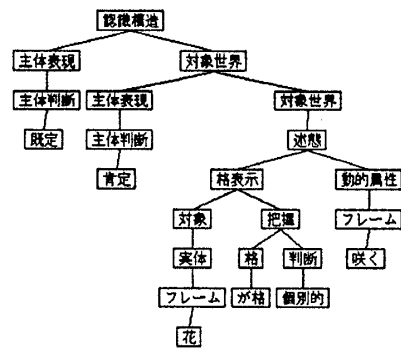 認識構造
主体表現 対象世界
主体判断 主体表現 対象世界
既定 主体判断 述態
肯定 格表示 動的属性
対象 把握 フレーム
実体 格 判断 咲く
フレーム が格 個別的
花